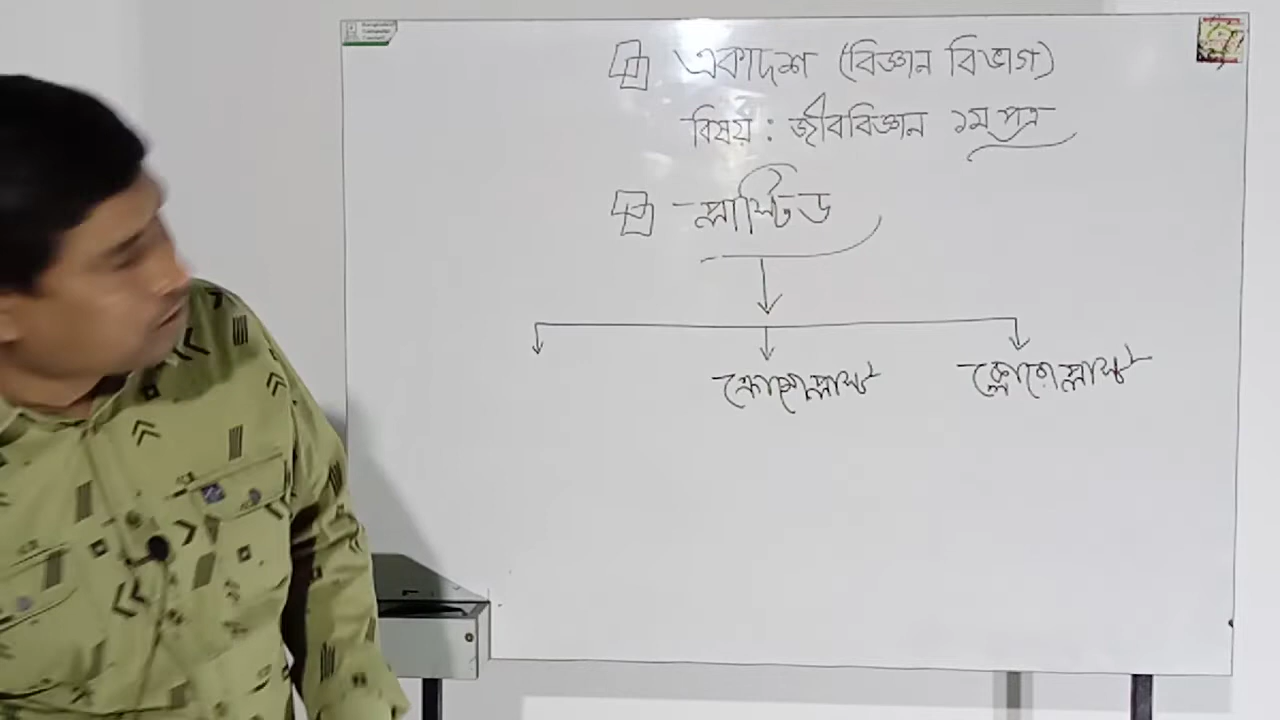 একাদশ (বিজ্ঞান বিভাগ)
বিষয় : জীববিজ্ঞান ১ম পত্র
প্লাস্টিড
ক্রোমোপ্লাস্ট ক্লোরোপ্লাস্ট